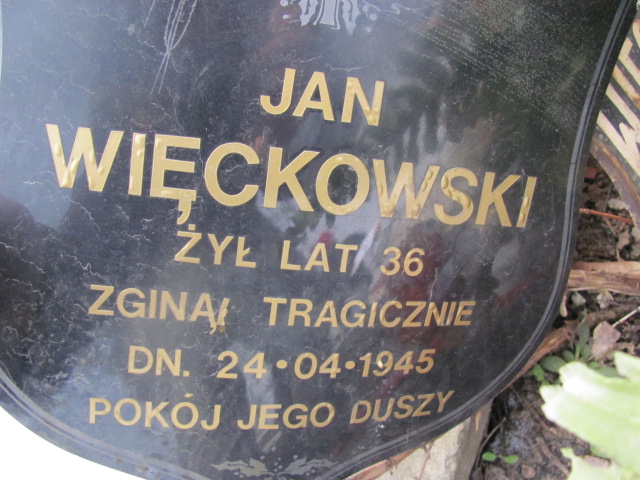 JAN
WIĘCKOWSKI
ŻYŁ LAT 36
ZGINĄŁ TRAGICZNIE
DN. 24•04•1945
POKÓJ JEGO DUSZY